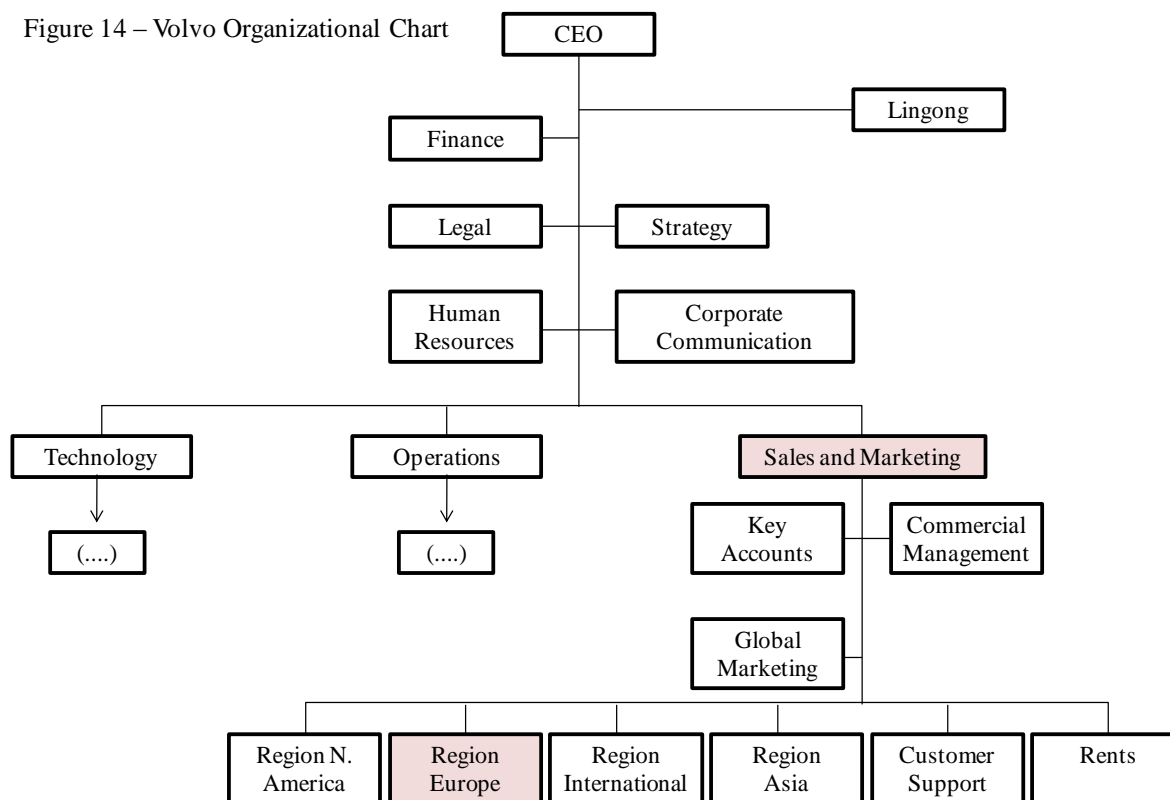 Figure 14 – Volvo Organizational Chart
CEO
Lingong
Finance
Legal
Strategy
Human
Resources
Corporate
Communication
Technology
Operations
Sales and Marketing
(....)
(....)
Key
Accounts
Commercial
Management
Global
Marketing
Region N.
America
Region
Europe
Region
International
Region
Asia
Customer
Support
Rents